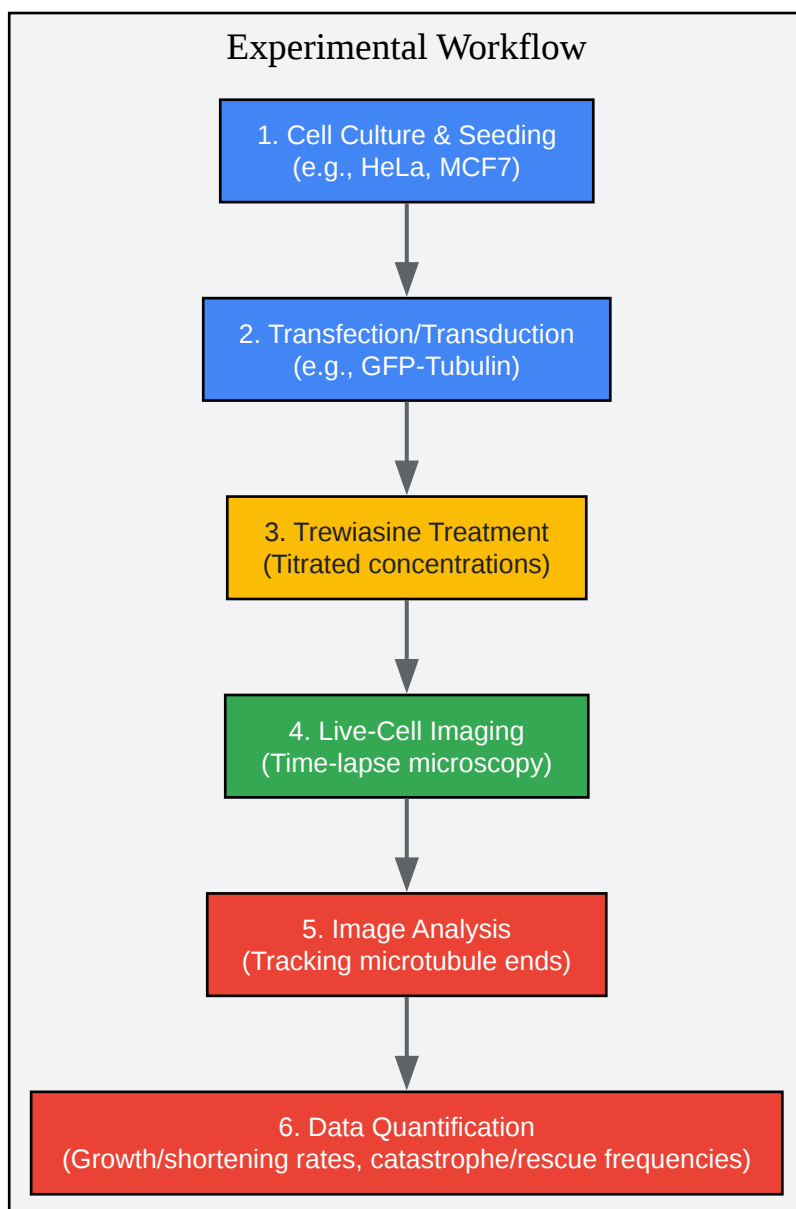 Experimental Workflow
1. Cell Culture & Seeding
(e.g., HeLa, MCF7)
2. Transfection/Transduction
(e.g., GFP-Tubulin)
3. Trewiasine Treatment
(Titrated concentrations)
4. Live-Cell Imaging
(Time-lapse microscopy)
5. Image Analysis
(Tracking microtubule ends)
6. Data Quantification
(Growth/shortening rates, catastrophe/rescue frequencies)